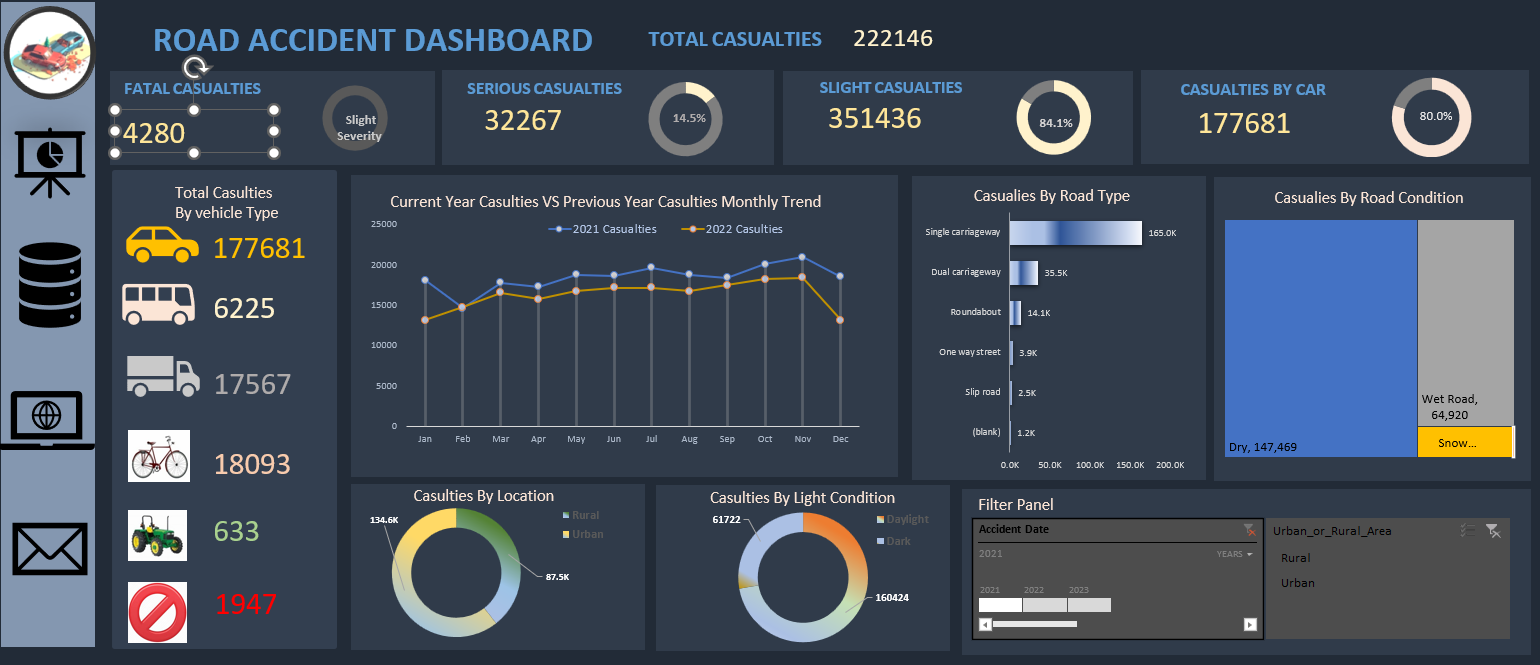 ROAD ACCIDENT DASHBOARD
TOTAL CASUALTIES 222146
FATAL CASUALTIES
4280
Slight
Severity
SERIOUS CASUALTIES
32267
14.5%
SLIGHT CASUALTIES
351436
84.1%
CASUALTIES BY CAR
177681
80.0%
Total Casulties
By vehicle Type
177681
6225
17567
18093
633
1947
Current Year Casulties VS Previous Year Casulties Monthly Trend
2021 Casualties
2022 Casulties
25000
20000
15000
10000
5000
0
Jan Feb Mar Apr May Jun Jul Aug Sep Oct Nov Dec
Casualies By Road Type
Single carriageway 165.0K
Dual carriageway 35.5K
Roundabout 14.1K
One way street 3.9K
Slip road 2.5K
(blank) 1.2K
0.0K 50.0K 100.0K 150.0K 200.0K
Casualies By Road Condition
Dry, 147,469
Wet Road,
64,920
Snow...
Casulties By Location
134.6K
Rural
Urban
87.5K
Casulties By Light Condition
61722
Daylight
Dark
160424
Filter Panel
Accident Date
2021
YEARS
2021 2022 2023
Urban_or_Rural_Area
Rural
Urban